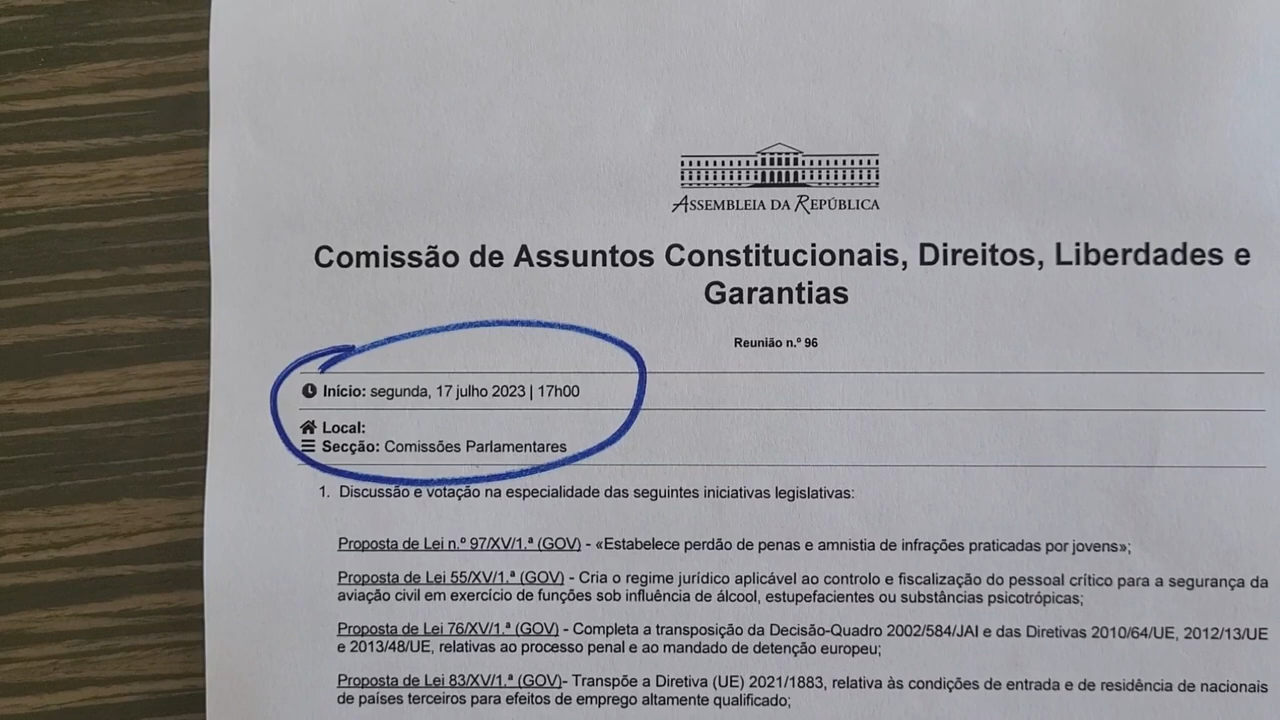 ASSEMBLEIA DA REPÚBLICA
Comissão de Assuntos Constitucionais, Direitos, Liberdades e
Garantias
Reunião n.º 96
Início: segunda, 17 julho 2023 | 17h00
Local:
Secção: Comissões Parlamentares
1. Discussão e votação na especialidade das seguintes iniciativas legislativas:
Proposta de Lei n.º 97/XV/1.ª (GOV) - «Estabelece perdão de penas e amnistia de infrações praticadas por jovens»;
Proposta de Lei 55/XV/1.ª (GOV) - Cria o regime jurídico aplicável ao controlo e fiscalização do pessoal crítico para a segurança da
aviação civil em exercício de funções sob influência de álcool, estupefacientes ou substâncias psicotrópicas;
Proposta de Lei 76/XV/1.ª (GOV) - Completa a transposição da Decisão-Quadro 2002/584/JAI e das Diretivas 2010/64/UE, 2012/13/UE
e 2013/48/UE, relativas ao processo penal e ao mandado de detenção europeu;
Proposta de Lei 83/XV/1.ª (GOV)- Transpõe a Diretiva (UE) 2021/1883, relativa às condições de entrada e de residência de nacionais
de países terceiros para efeitos de emprego altamente qualificado;